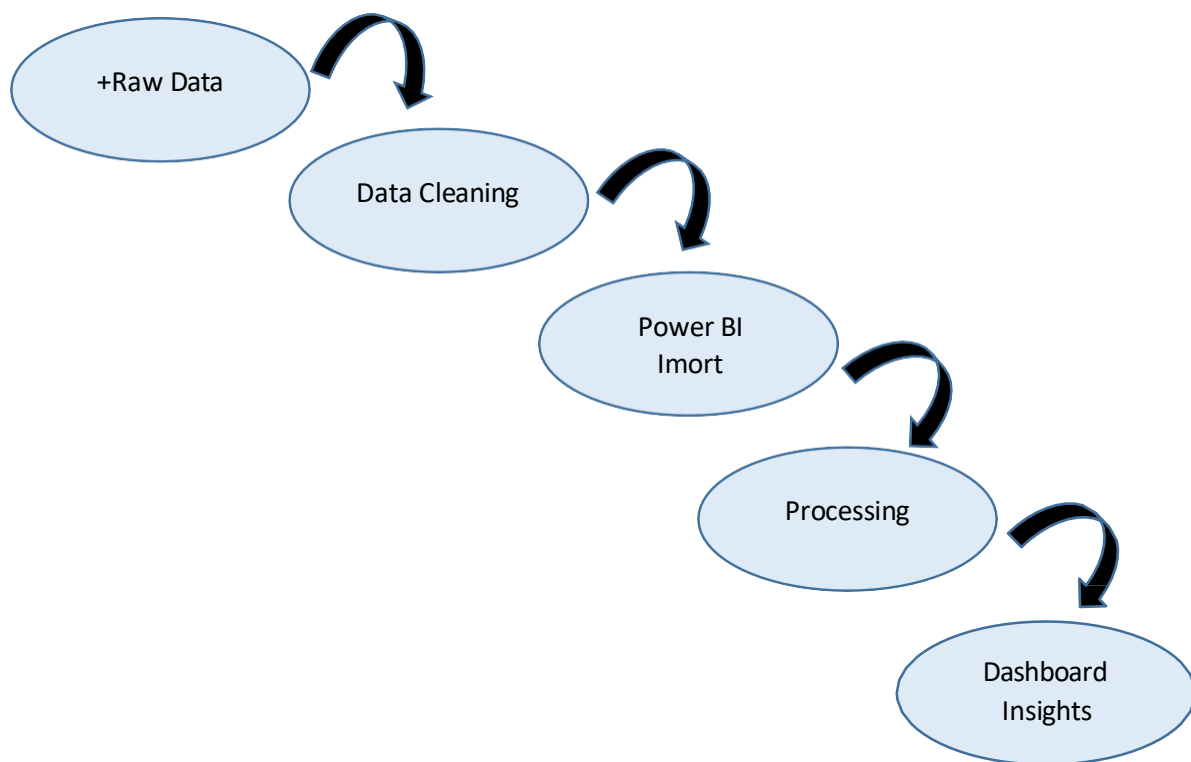 +Raw Data
Data Cleaning
Power BI
Imort
Processing
Dashboard
Insights